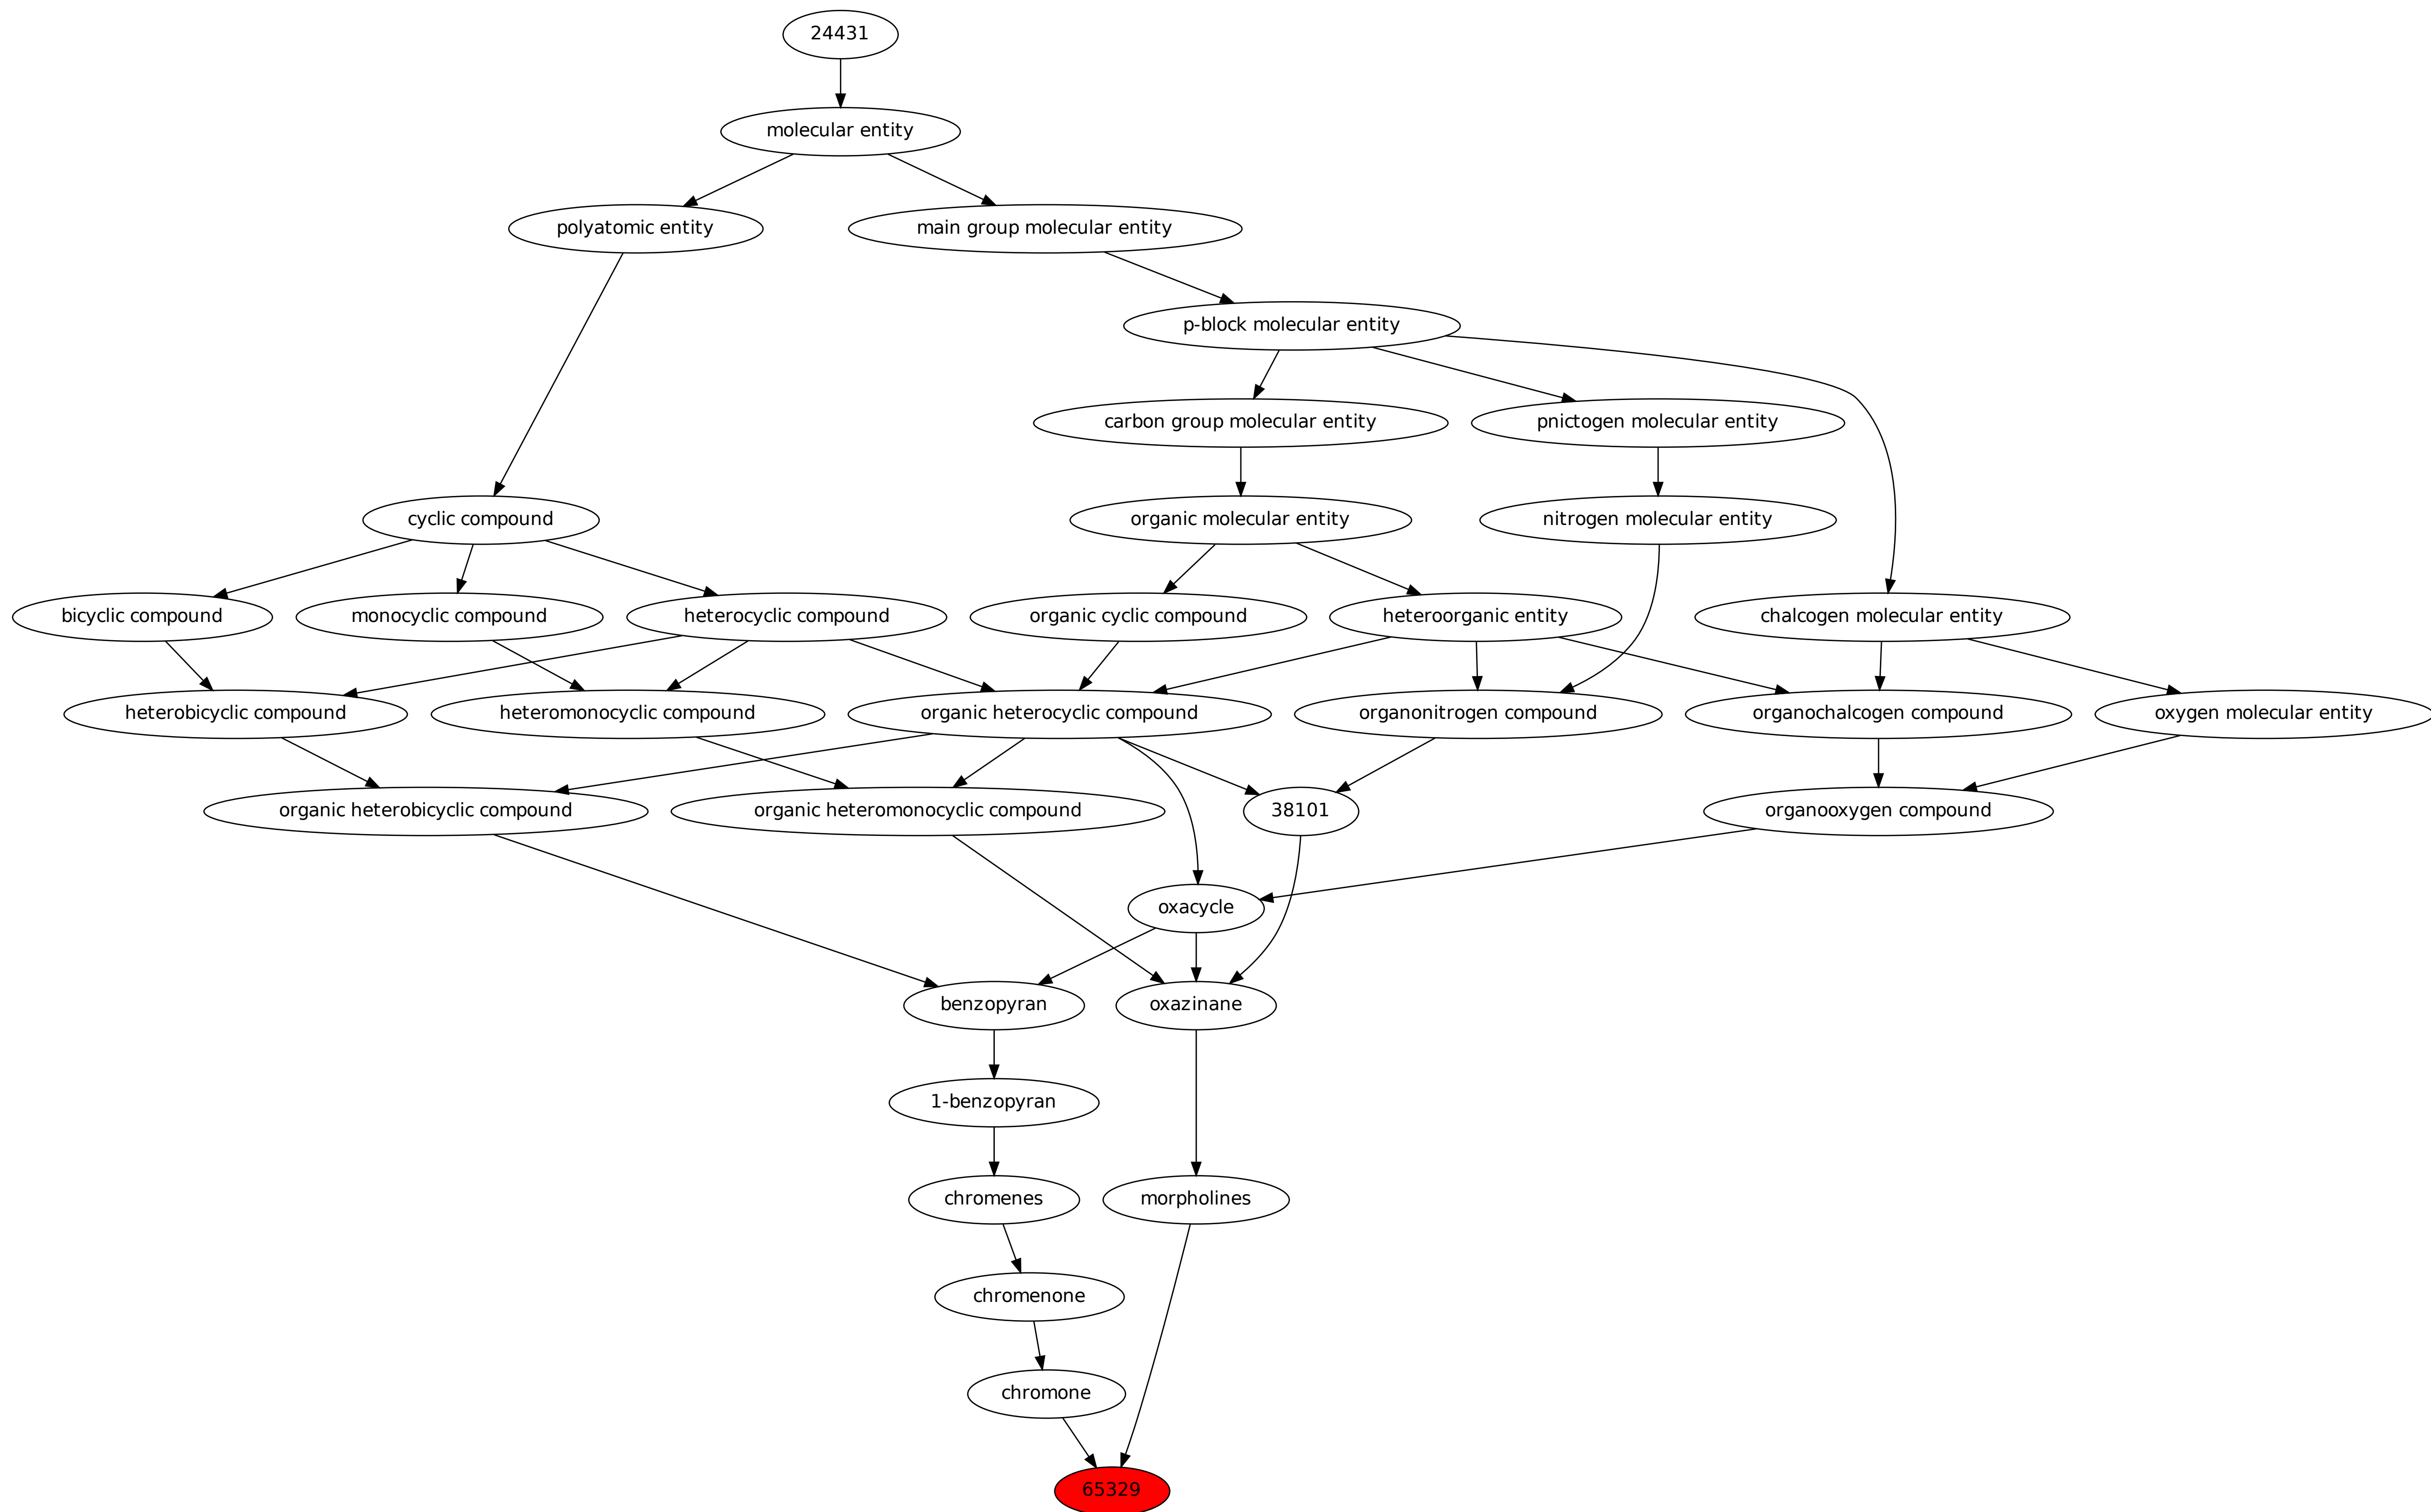 24431
molecular entity
polyatomic entity
main group molecular entity
p-block molecular entity
carbon group molecular entity
pnictogen molecular entity
cyclic compound
organic molecular entity
nitrogen molecular entity
bicyclic compound
monocyclic compound
heterocyclic compound
organic cyclic compound
heteroorganic entity
chalcogen molecular entity
heterobicyclic compound
heteromonocyclic compound
organic heterocyclic compound
organonitrogen compound
organochalcogen compound
oxygen molecular entity
organic heterobicyclic compound
organic heteromonocyclic compound
38101
organooxygen compound
oxacycle
benzopyran
oxazinane
1-benzopyran
chromenes
morpholines
chromenone
chromone
65329